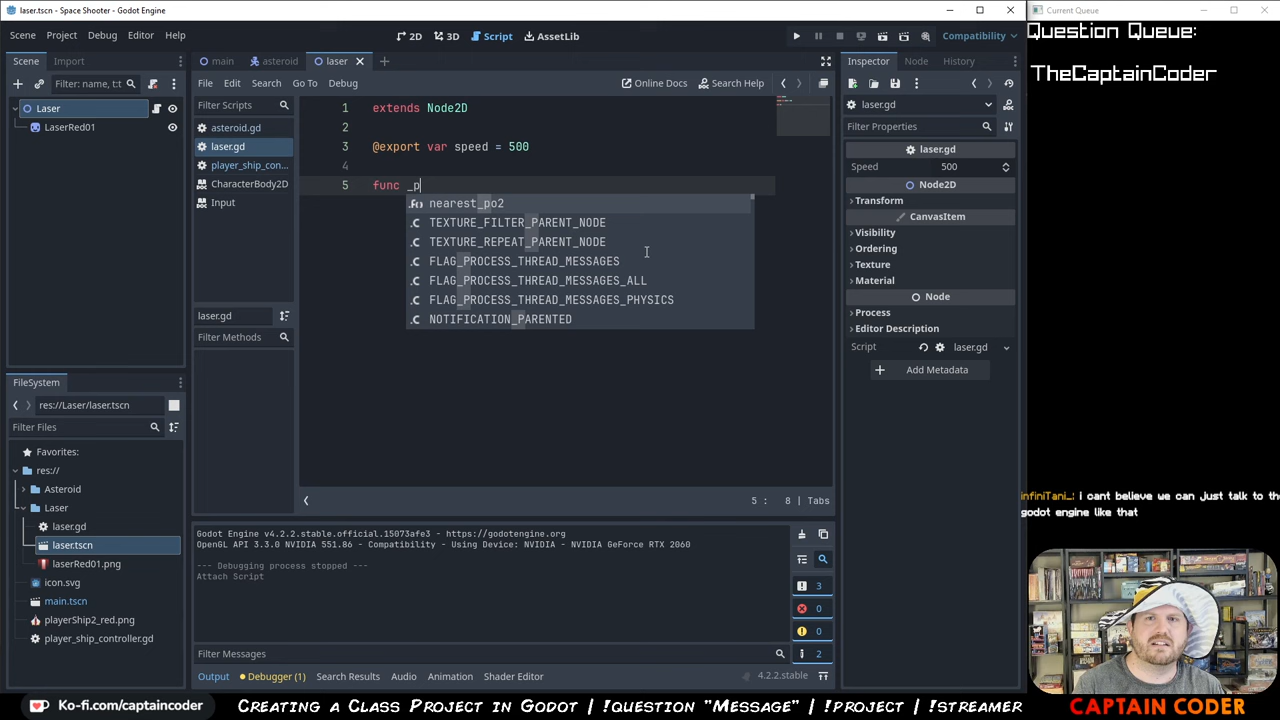 laser.tscn - Space Shooter - Godot Engine
Scene Project Debug Editor Help
2D 3D Script AssetLib
Compatibility
Scene Import
Filter: name, t:t
Laser
LaserRed01
main asteroid laser
File Edit Search Go To Debug
Online Docs Search Help
Filter Scripts
asteroid.gd
laser.gd
player_ship_con...
CharacterBody2D
Input
laser.gd
Filter Methods
1 extends Node2D
2
3 @export var speed = 500
4
5 func _p
nearest_po2
TEXTURE_FILTER_PARENT_NODE
TEXTURE_REPEAT_PARENT_NODE
FLAG_PROCESS_THREAD_MESSAGES
FLAG_PROCESS_THREAD_MESSAGES_ALL
FLAG_PROCESS_THREAD_MESSAGES_PHYSICS
NOTIFICATION_PARENTED
5 : 8 | Tabs
Godot Engine v4.2.2.stable.official.15073afe3 - https://godotengine.org
OpenGL API 3.3.0 NVIDIA 551.86 - Compatibility - Using Device: NVIDIA - NVIDIA GeForce RTX 2060
--- Debugging process stopped ---
Attach Script
3
0
0
2
Filter Messages
Output Debugger (1) Search Results Audio Animation Shader Editor
4.2.2.stable
FileSystem
res://Laser/laser.tscn
Filter Files
Favorites:
res://
Asteroid
Laser
laser.gd
laser.tscn
laserRed01.png
icon.svg
main.tscn
playerShip2_red.png
player_ship_controller.gd
Inspector Node History
laser.gd
Filter Properties
laser.gd
Speed 500
Node2D
Transform
CanvasItem
Visibility
Ordering
Texture
Material
Node
Process
Editor Description
Script laser.gd
Add Metadata
Current Queue
Question Queue:
TheCaptainCoder
infiniTani_: i cant believe we can just talk to the
godot engine like that
Ko-fi.com/captaincoder
Creating a Class Projection Godot | !question "Message" | !project | !streamer
CAPTAIN CODER